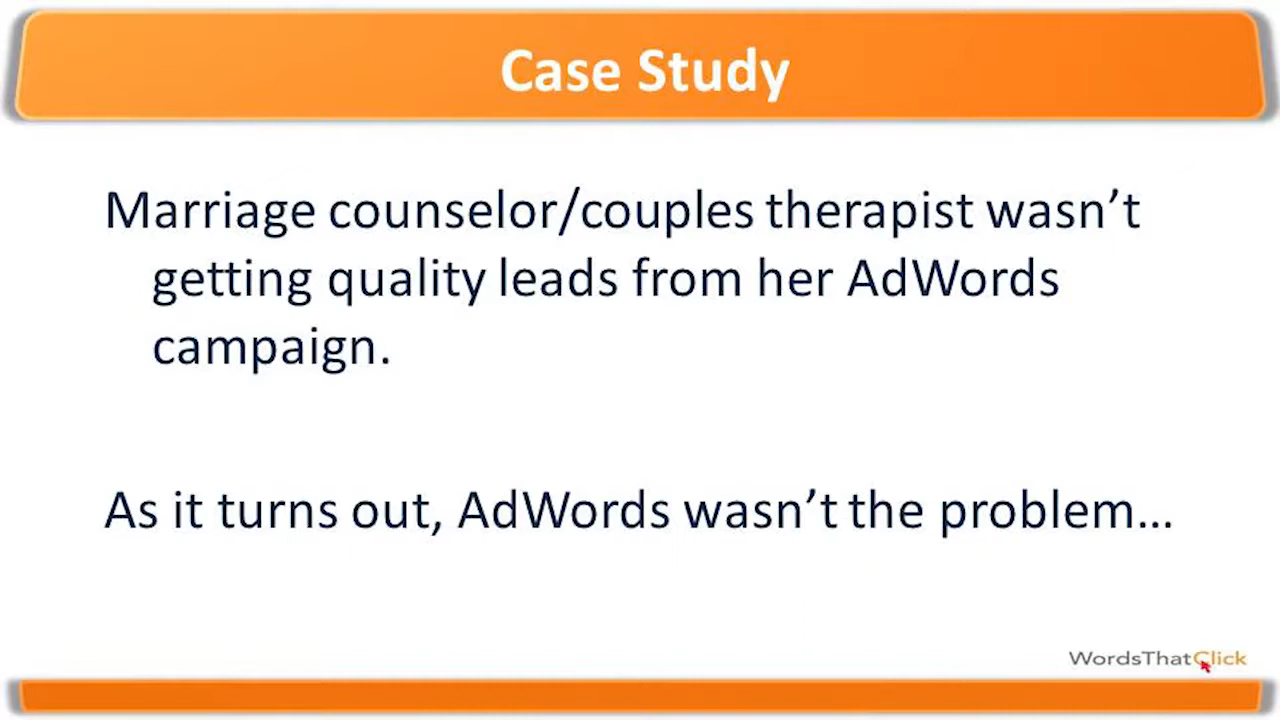 Case Study
Marriage counselor/couples therapist wasn’t
getting quality leads from her AdWords
campaign.
As it turns out, AdWords wasn’t the problem…
WordsThatClick